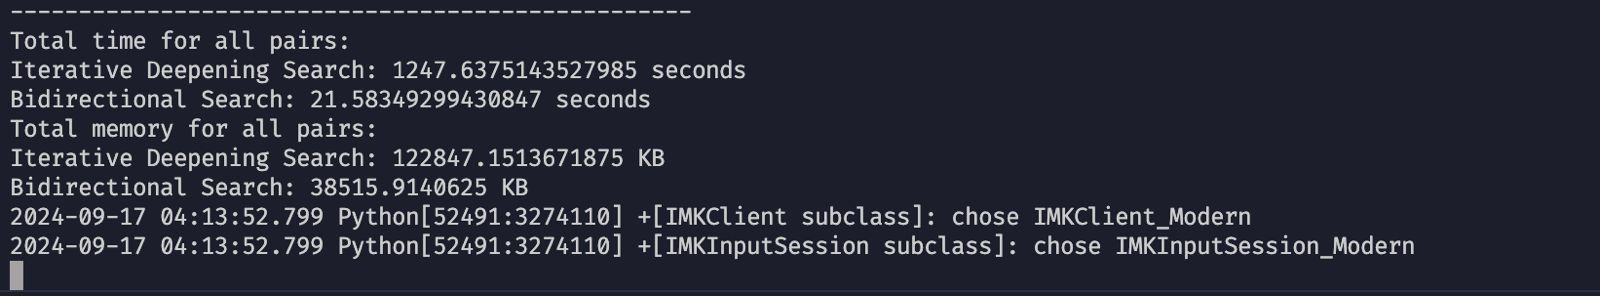 --------------------------------------------------
Total time for all pairs:
Iterative Deepening Search: 1247.6375143527985 seconds
Bidirectional Search: 21.58349299430847 seconds
Total memory for all pairs:
Iterative Deepening Search: 122847.1513671875 KB
Bidirectional Search: 38515.9140625 KB
2024-09-17 04:13:52.799 Python[52491:3274110] +[IMKClient subclass]: chose IMKClient_Modern
2024-09-17 04:13:52.799 Python[52491:3274110] +[IMKInputSession subclass]: chose IMKInputSession_Modern